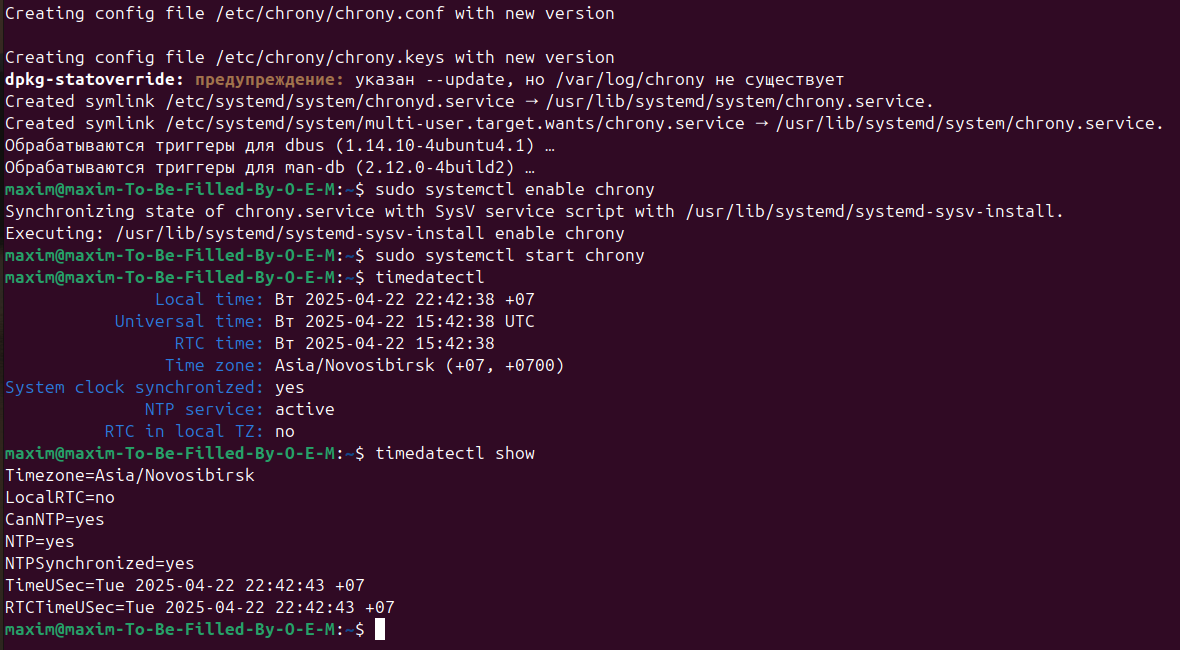 Creating config file /etc/chrony/chrony.conf with new version
Creating config file /etc/chrony/chrony.keys with new version
dpkg-statoverride: предупреждение: указан --update, но /var/log/chrony не существует
Created symlink /etc/systemd/system/chronyd.service → /usr/lib/systemd/system/chrony.service.
Created symlink /etc/systemd/system/multi-user.target.wants/chrony.service → /usr/lib/systemd/system/chrony.service.
Обрабатываются триггеры для dbus (1.14.10-4ubuntu4.1) …
Обрабатываются триггеры для man-db (2.12.0-4build2) …
maxim@maxim-To-Be-Filled-By-O-E-M:~$ sudo systemctl enable chrony
Synchronizing state of chrony.service with SysV service script with /usr/lib/systemd/systemd-sysv-install.
Executing: /usr/lib/systemd/systemd-sysv-install enable chrony
maxim@maxim-To-Be-Filled-By-O-E-M:~$ sudo systemctl start chrony
maxim@maxim-To-Be-Filled-By-O-E-M:~$ timedatectl
Local time: Вт 2025-04-22 22:42:38 +07
Universal time: Вт 2025-04-22 15:42:38 UTC
RTC time: Вт 2025-04-22 15:42:38
Time zone: Asia/Novosibirsk (+07, +0700)
System clock synchronized: yes
NTP service: active
RTC in local TZ: no
maxim@maxim-To-Be-Filled-By-O-E-M:~$ timedatectl show
Timezone=Asia/Novosibirsk
LocalRTC=no
CanNTP=yes
NTP=yes
NTPSynchronized=yes
TimeUSec=Tue 2025-04-22 22:42:43 +07
RTCTimeUSec=Tue 2025-04-22 22:42:43 +07
maxim@maxim-To-Be-Filled-By-O-E-M:~$